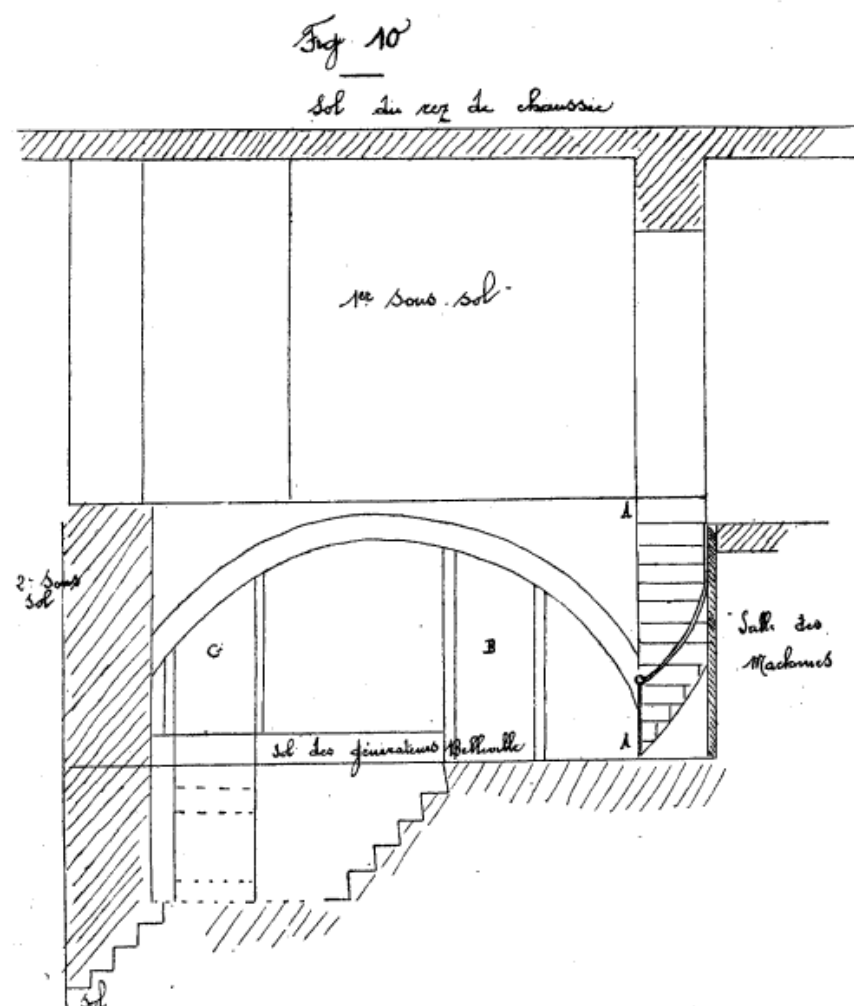 Fig 10
Sol du rez de chaussée
1er sous-sol-
A
2e Sous
Sol
C
B
Salle des
Machines
Sol des générateurs Belleville
A
sol